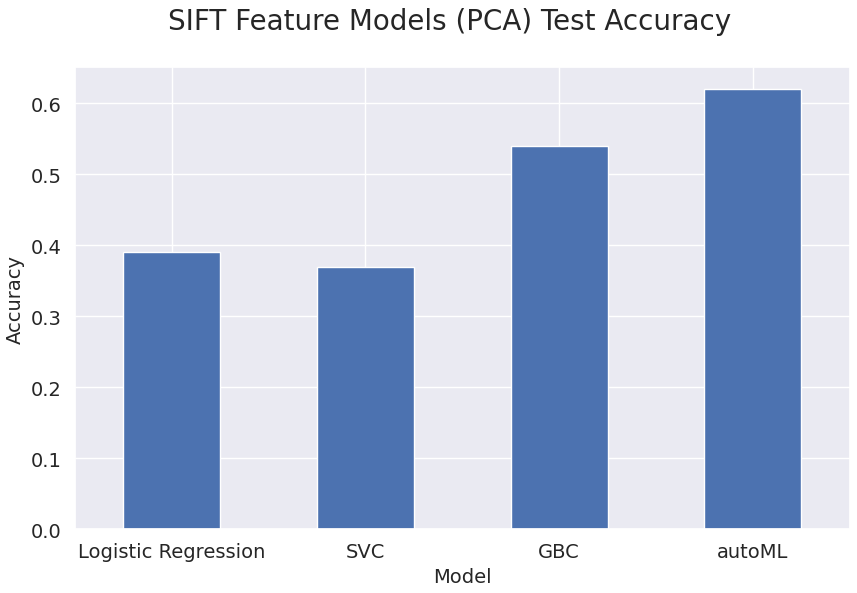 SIFT Feature Models (PCA) Test Accuracy
0.6
0.5
0.4
0.3
0.2
0.1
0.0
Accuracy
Logistic Regression SVC GBC autoML
Model